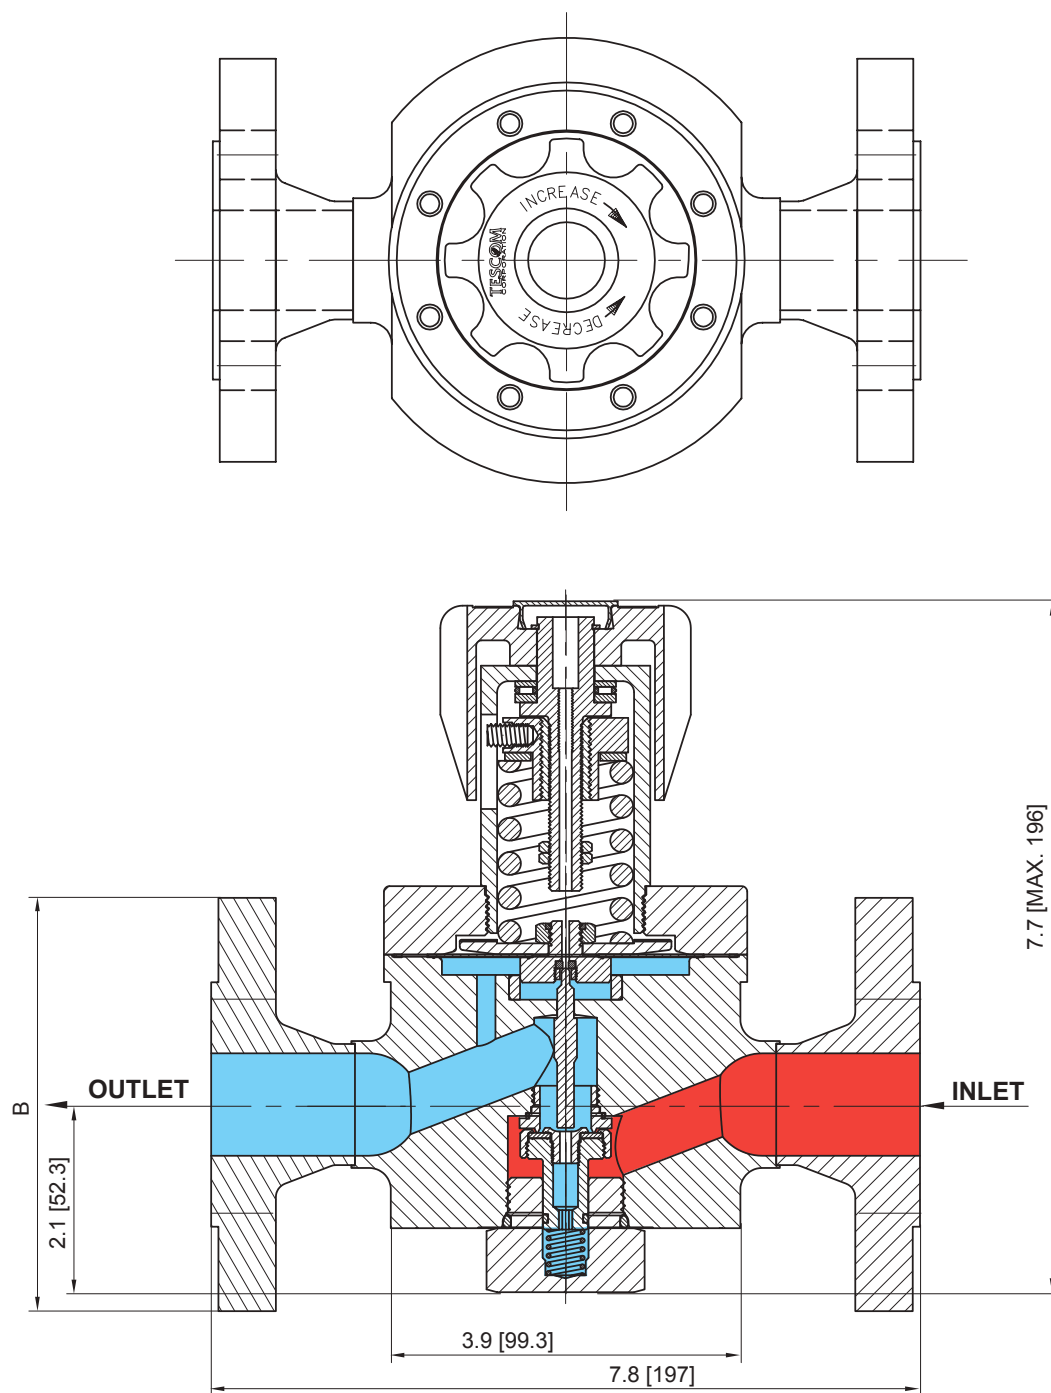 INCREASE
TESCOM
CORPORATION
DECREASE
7.7 [MAX. 196]
OUTLET
INLET
B
2.1 [52.3]
3.9 [99.3]
7.8 [197]